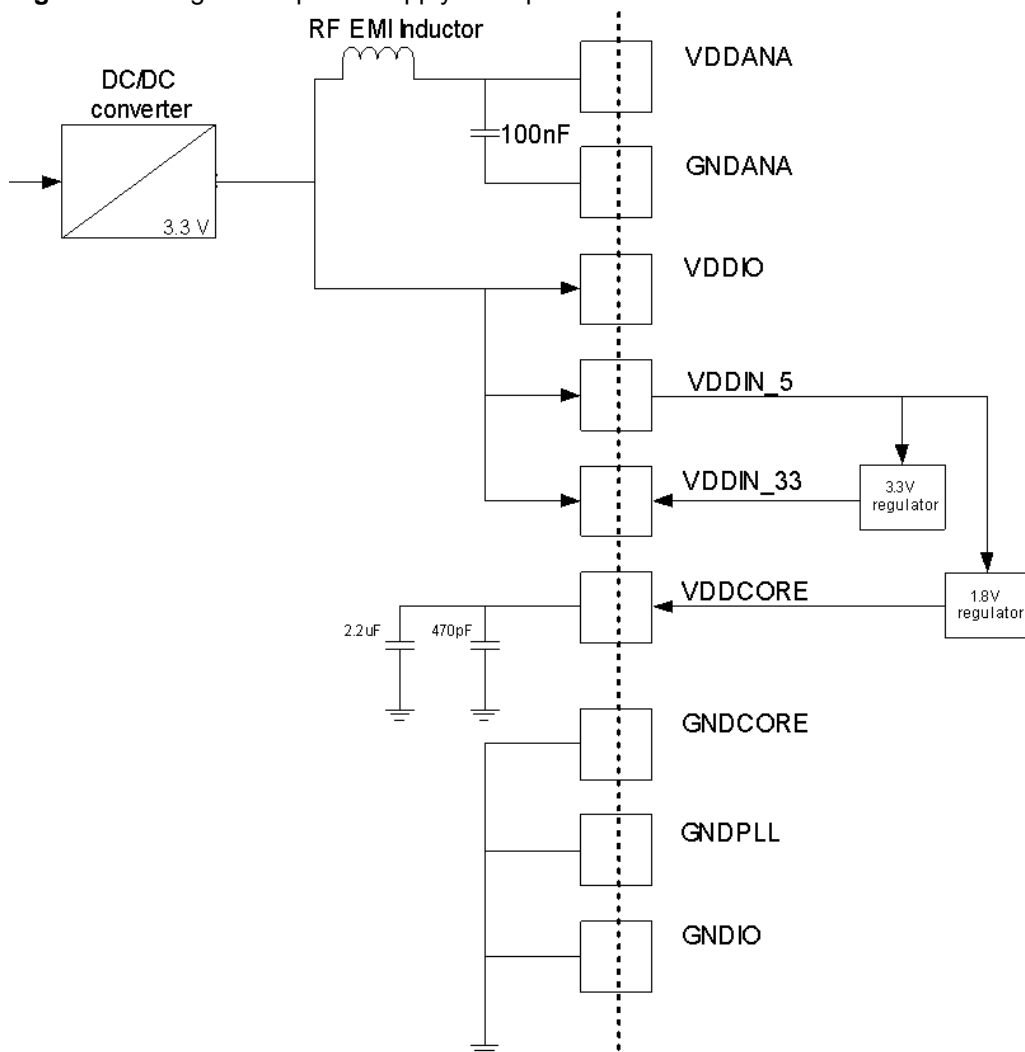 RF EMI Inductor
DC/DC
converter
3.3 V
100nF
VDDANA
GNDANA
VDDIO
VDDIN_5
VDDIN_33
3.3V
regulator
VDDCORE
1.8V
regulator
2.2uF
470pF
GNDCORE
GNDPLL
GNDIO